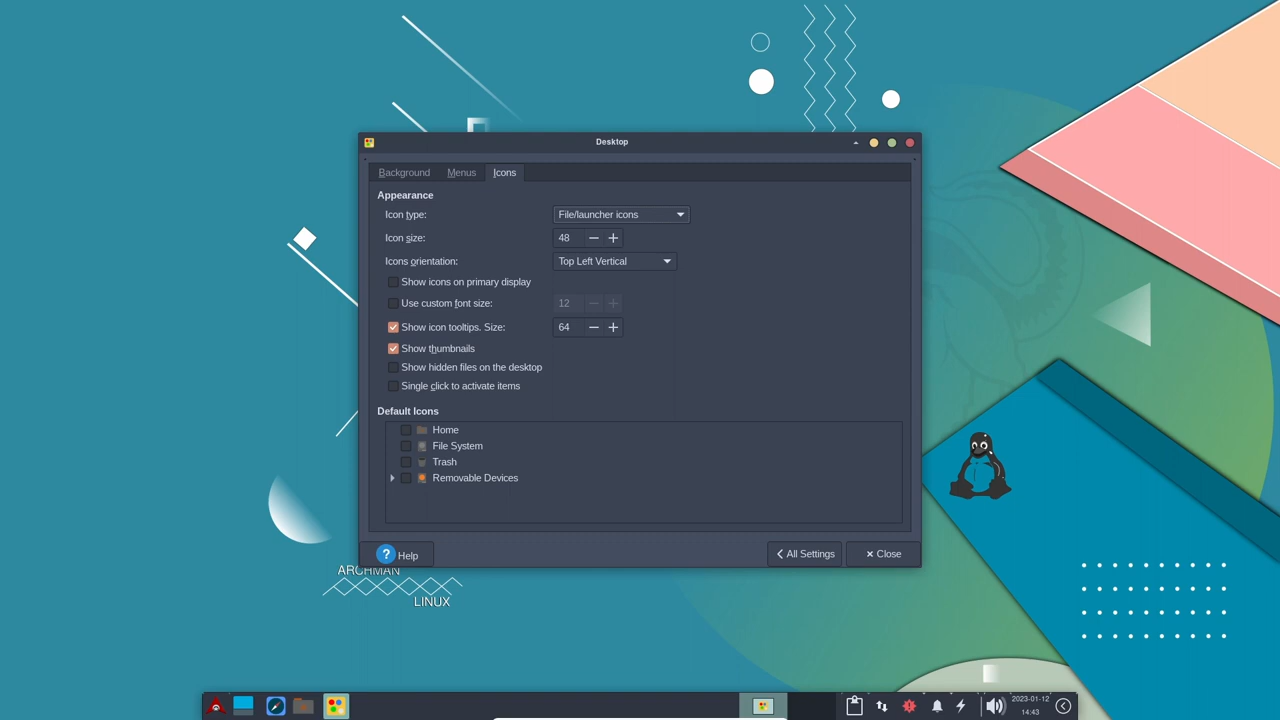 Desktop
Background Menus Icons
Appearance
Icon type: File/launcher icons
Icon size: 48
Icons orientation: Top Left Vertical
Show icons on primary display
Use custom font size: 12
Show icon tooltips. Size: 64
Show thumbnails
Show hidden files on the desktop
Single click to activate items
Default Icons
Home
File System
Trash
Removable Devices
? Help All Settings Close
ARCHMAN
LINUX
2023-01-12
14:43